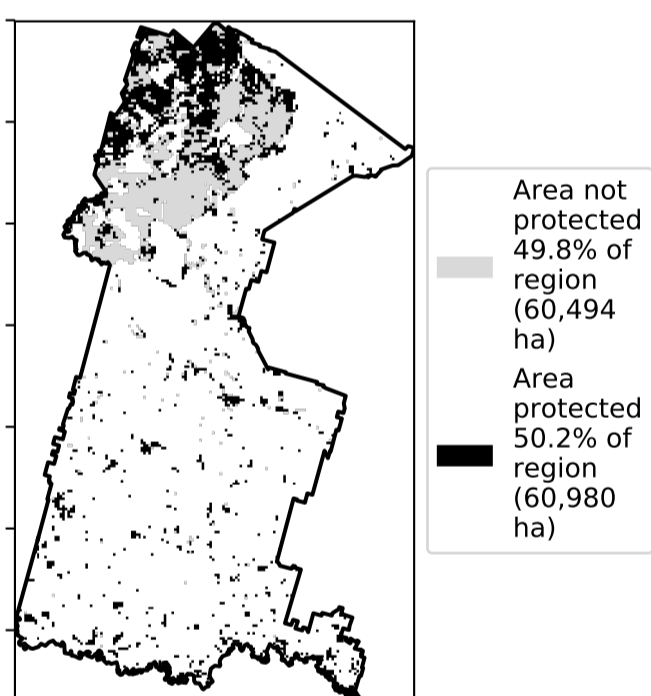 Area not
protected
49.8% of
region
(60,494
ha)
Area
protected
50.2% of
region
(60,980
ha)